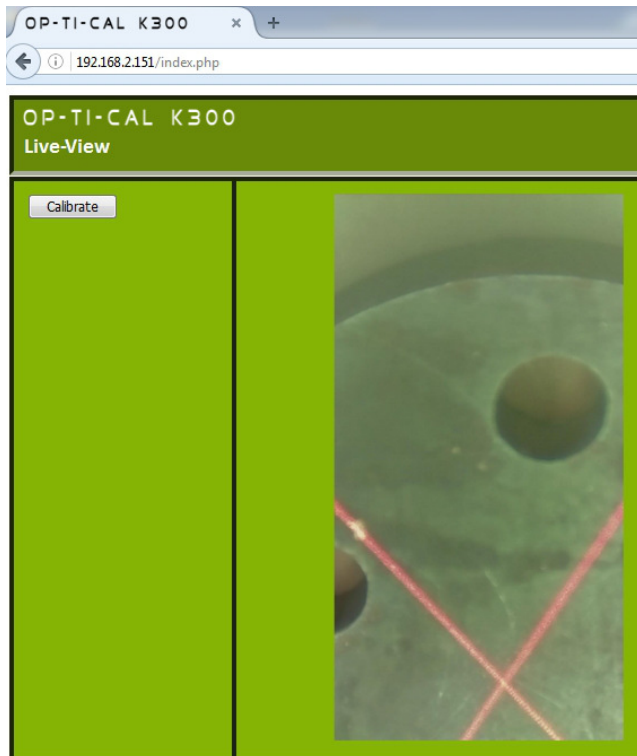 OP-TI-CAL K300
192.168.2.151/index.php
OP-TI-CAL K300
Live-View
Calibrate